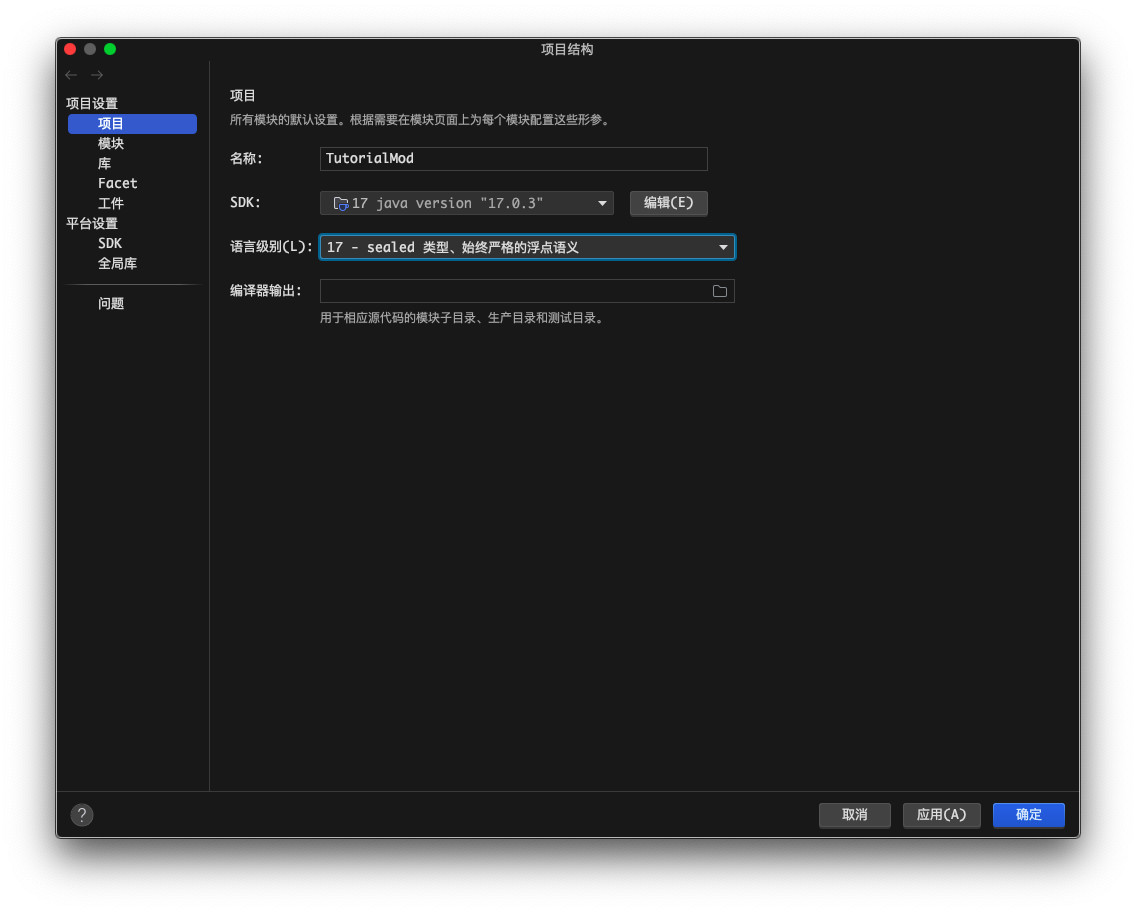 项目结构
项目设置
项目
模块
库
Facet
工件
平台设置
SDK
全局库
问题
项目
所有模块的默认设置。根据需要在模块页面上为每个模块配置这些形参。
名称: TutorialMod
SDK: 17 java version "17.0.3" 编辑(E)
语言级别(L): 17 - sealed 类型、始终严格的浮点语义
编译器输出:
用于相应源代码的模块子目录、生产目录和测试目录。
? 取消 应用(A) 确定